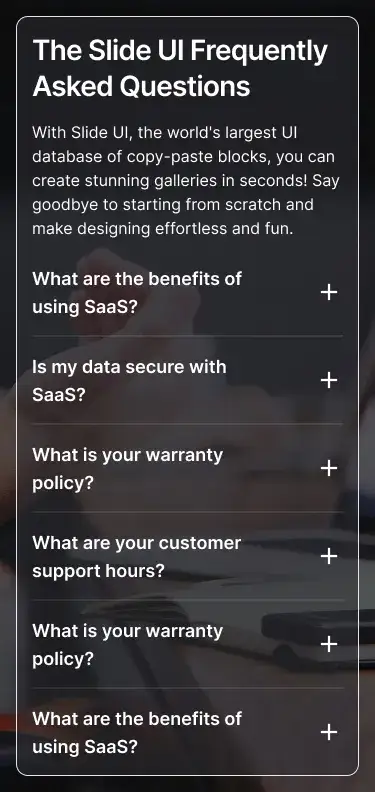 The Slide UI Frequently
Asked Questions
With Slide UI, the world's largest UI
database of copy-paste blocks, you can
create stunning galleries in seconds! Say
goodbye to starting from scratch and
make designing effortless and fun.
What are the benefits of
using SaaS?
Is my data secure with
SaaS?
What is your warranty
policy?
What are your customer
support hours?
What is your warranty
policy?
What are the benefits of
using SaaS?